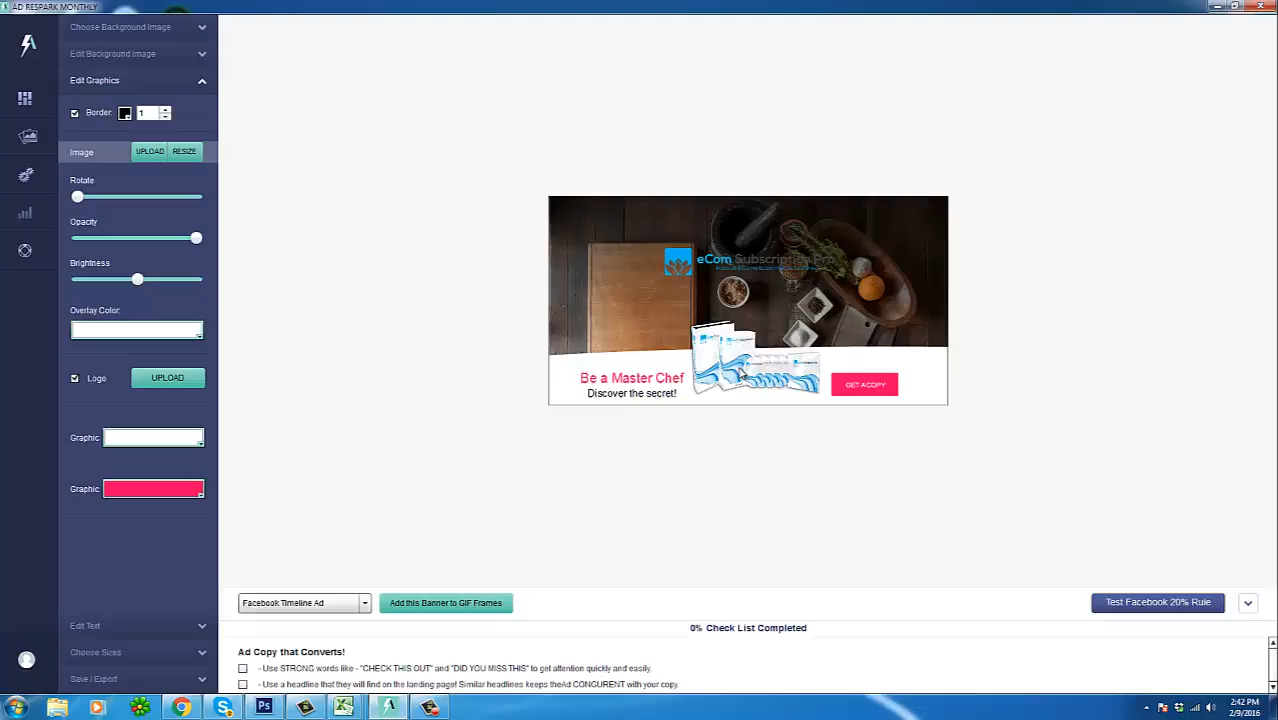 AD RESPARK MONTHLY
Choose Background Image
Edit Background Image
Edit Graphics
Border: 1
Image UPLOAD RESIZE
Rotate
Opacity
Brightness
Overlay Color:
Logo UPLOAD
Graphic
Graphic
Edit Text
Choose Sizes
Save / Export
eCom Subscription Pro
Be a Master Chef
Discover the secret!
GET A COPY
Facebook Timeline Ad
Add this Banner to GIF Frames
Test Facebook 20% Rule
0% Check List Completed
Ad Copy that Converts!
- Use STRONG words like - "CHECK THIS OUT" and "DID YOU MISS THIS" to get attention quickly and easily.
- Use a headline that they will find on the landing page! Similar headlines keeps theAd CONGURENT with your copy.
Ps
2:42 PM
2/9/2016